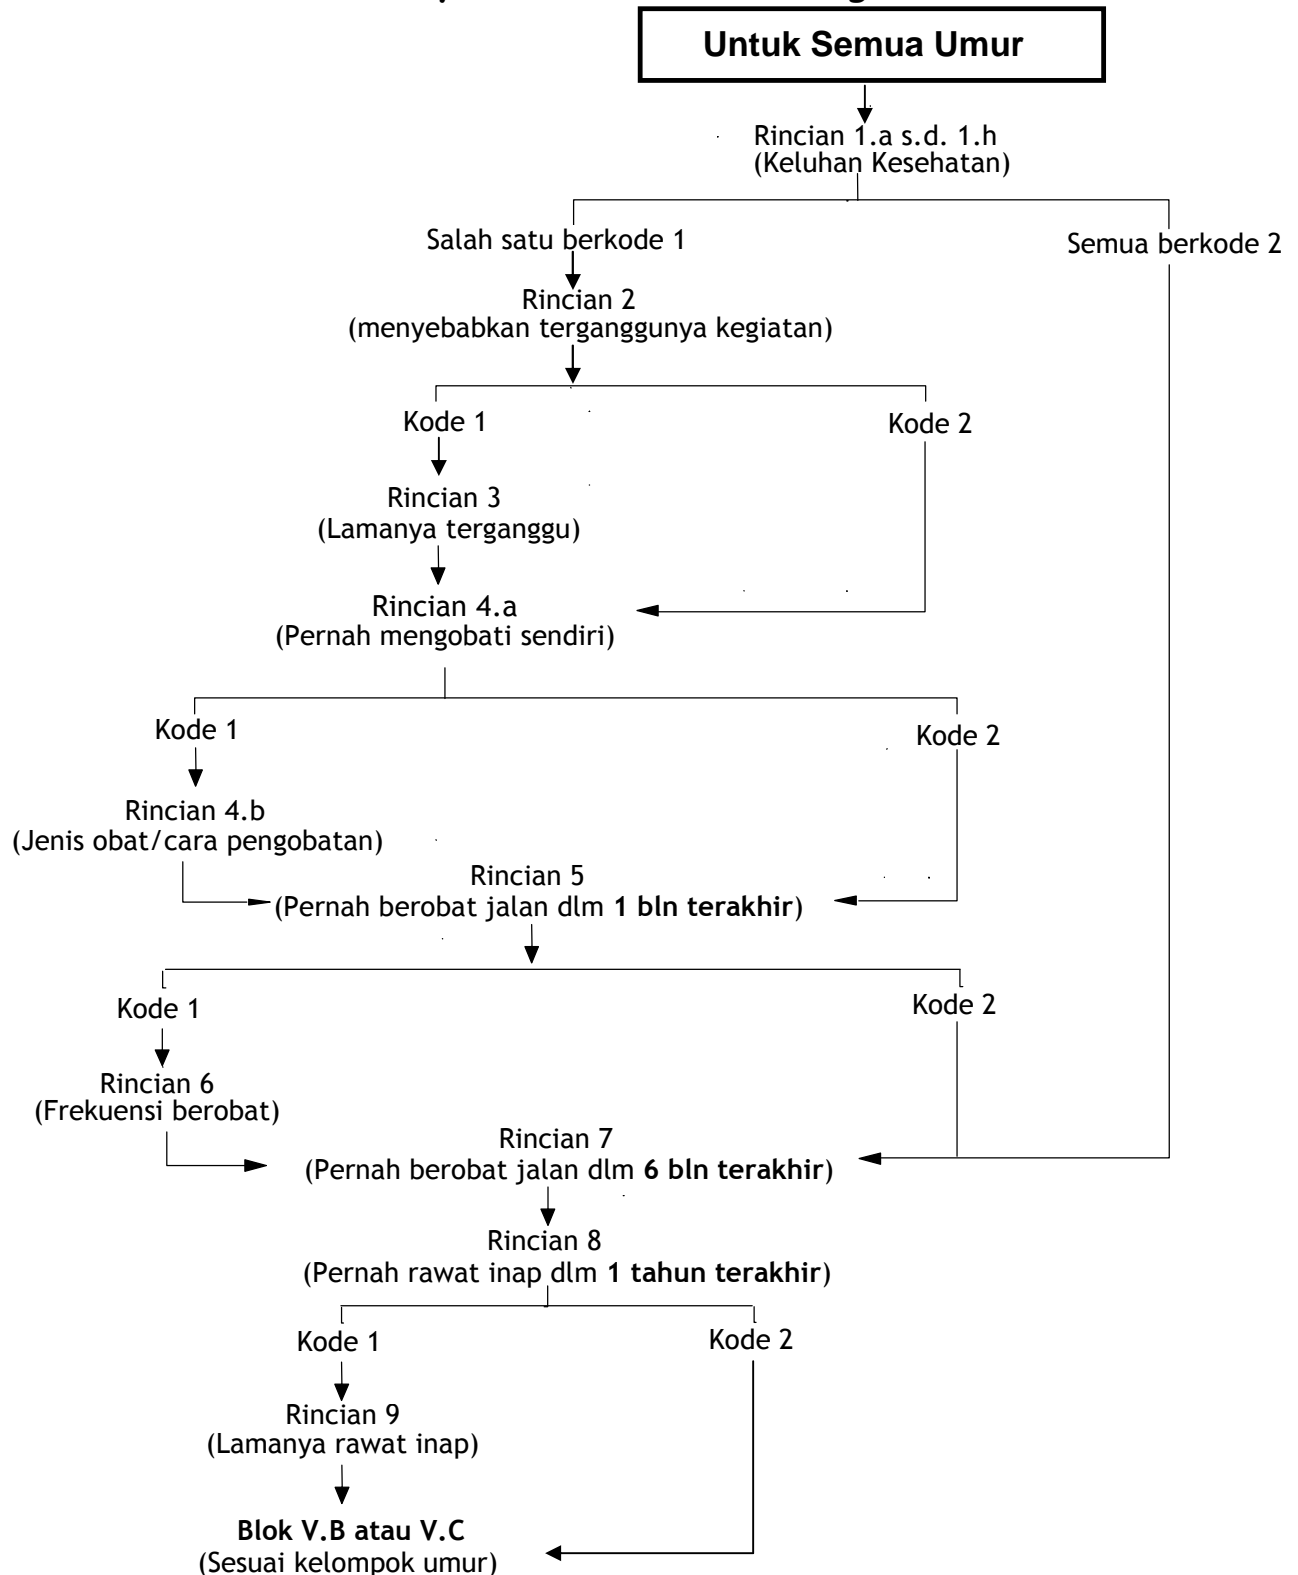 Untuk Semua Umur
Rincian 1.a s.d. 1.h
(Keluhan Kesehatan)
Salah satu berkode 1
Semua berkode 2
Rincian 2
(menyebabkan terganggunya kegiatan)
Kode 1
Kode 2
Rincian 3
(Lamanya terganggu)
Rincian 4.a
(Pernah mengobati sendiri)
Kode 1
Kode 2
Rincian 4.b
(Jenis obat/cara pengobatan)
Rincian 5
(Pernah berobat jalan dlm 1 bln terakhir)
Kode 1
Kode 2
Rincian 6
(Frekuensi berobat)
Rincian 7
(Pernah berobat jalan dlm 6 bln terakhir)
Rincian 8
(Pernah rawat inap dlm 1 tahun terakhir)
Kode 1
Kode 2
Rincian 9
(Lamanya rawat inap)
Blok V.B atau V.C
(Sesuai kelompok umur)